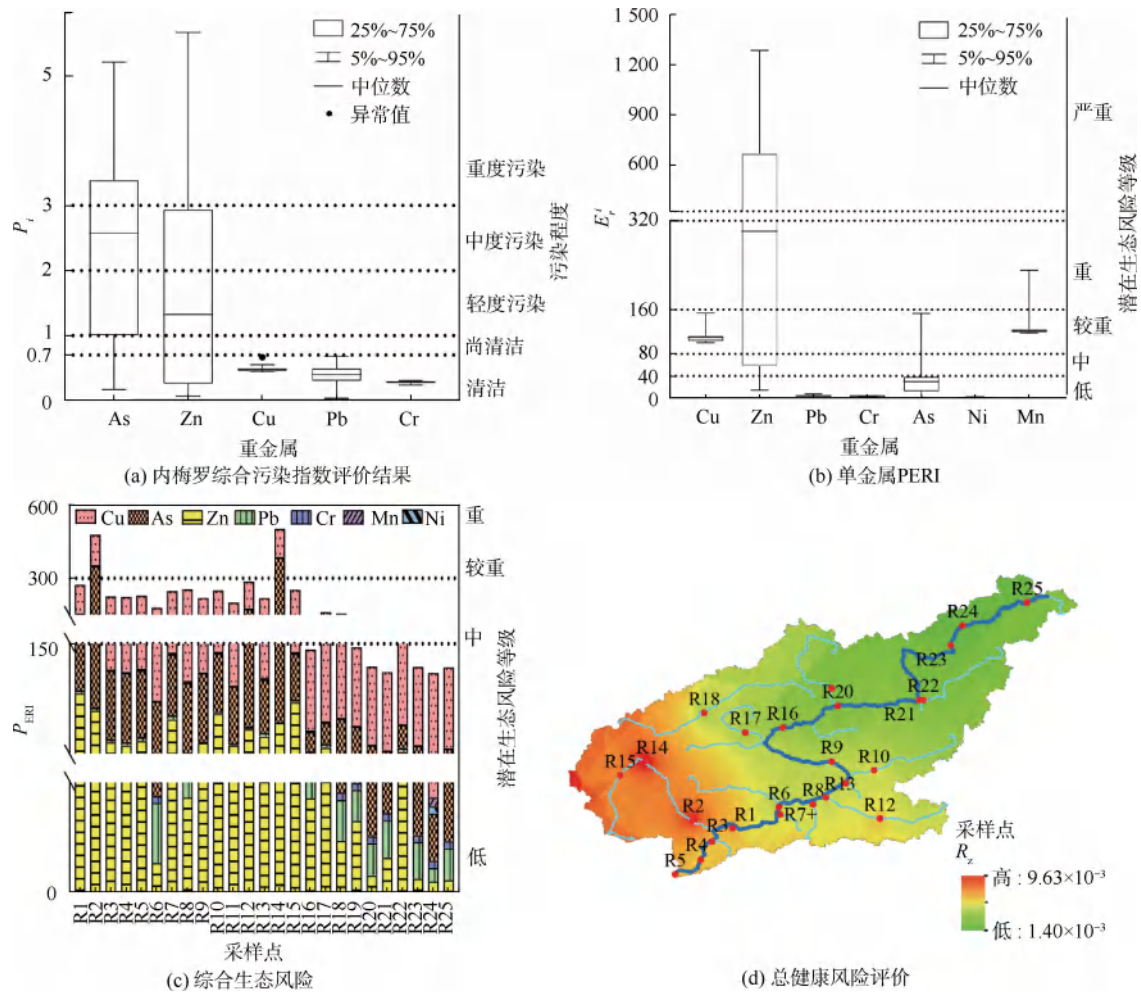 25%~75%
5%~95%
中位数
异常值
5
3
2
1
0.7
0
P_i
重度污染
中度污染
轻度污染
尚清洁
清洁
污染程度
As Zn Cu Pb Cr
重金属
(a) 内梅罗综合污染指数评价结果
25%~75%
5%~95%
中位数
1 500
1 200
900
600
320
160
80
40
0
E_r^i
严重
重
较重
中
低
潜在生态风险等级
Cu Zn Pb Cr As Ni Mn
重金属
(b) 单金属PERI
Cu As Zn Pb Cr Mn Ni
600
300
150
0
P_ERI
重
较重
中
低
潜在生态风险等级
R1 R2 R3 R4 R5 R6 R7 R8 R9 R10 R11 R12 R13 R14 R15 R16 R17 R18 R19 R20 R21 R22 R23 R24 R25
采样点
(c) 综合生态风险
R25
R24
R23
R22
R21
R20
R18
R17
R16
R14
R15
R9
R10
R13
R8
R6
R7+
R12
R2
R1
R3
R4
R5
采样点
R_z
高 : 9.63×10⁻³
低 : 1.40×10⁻³
(d) 总健康风险评价